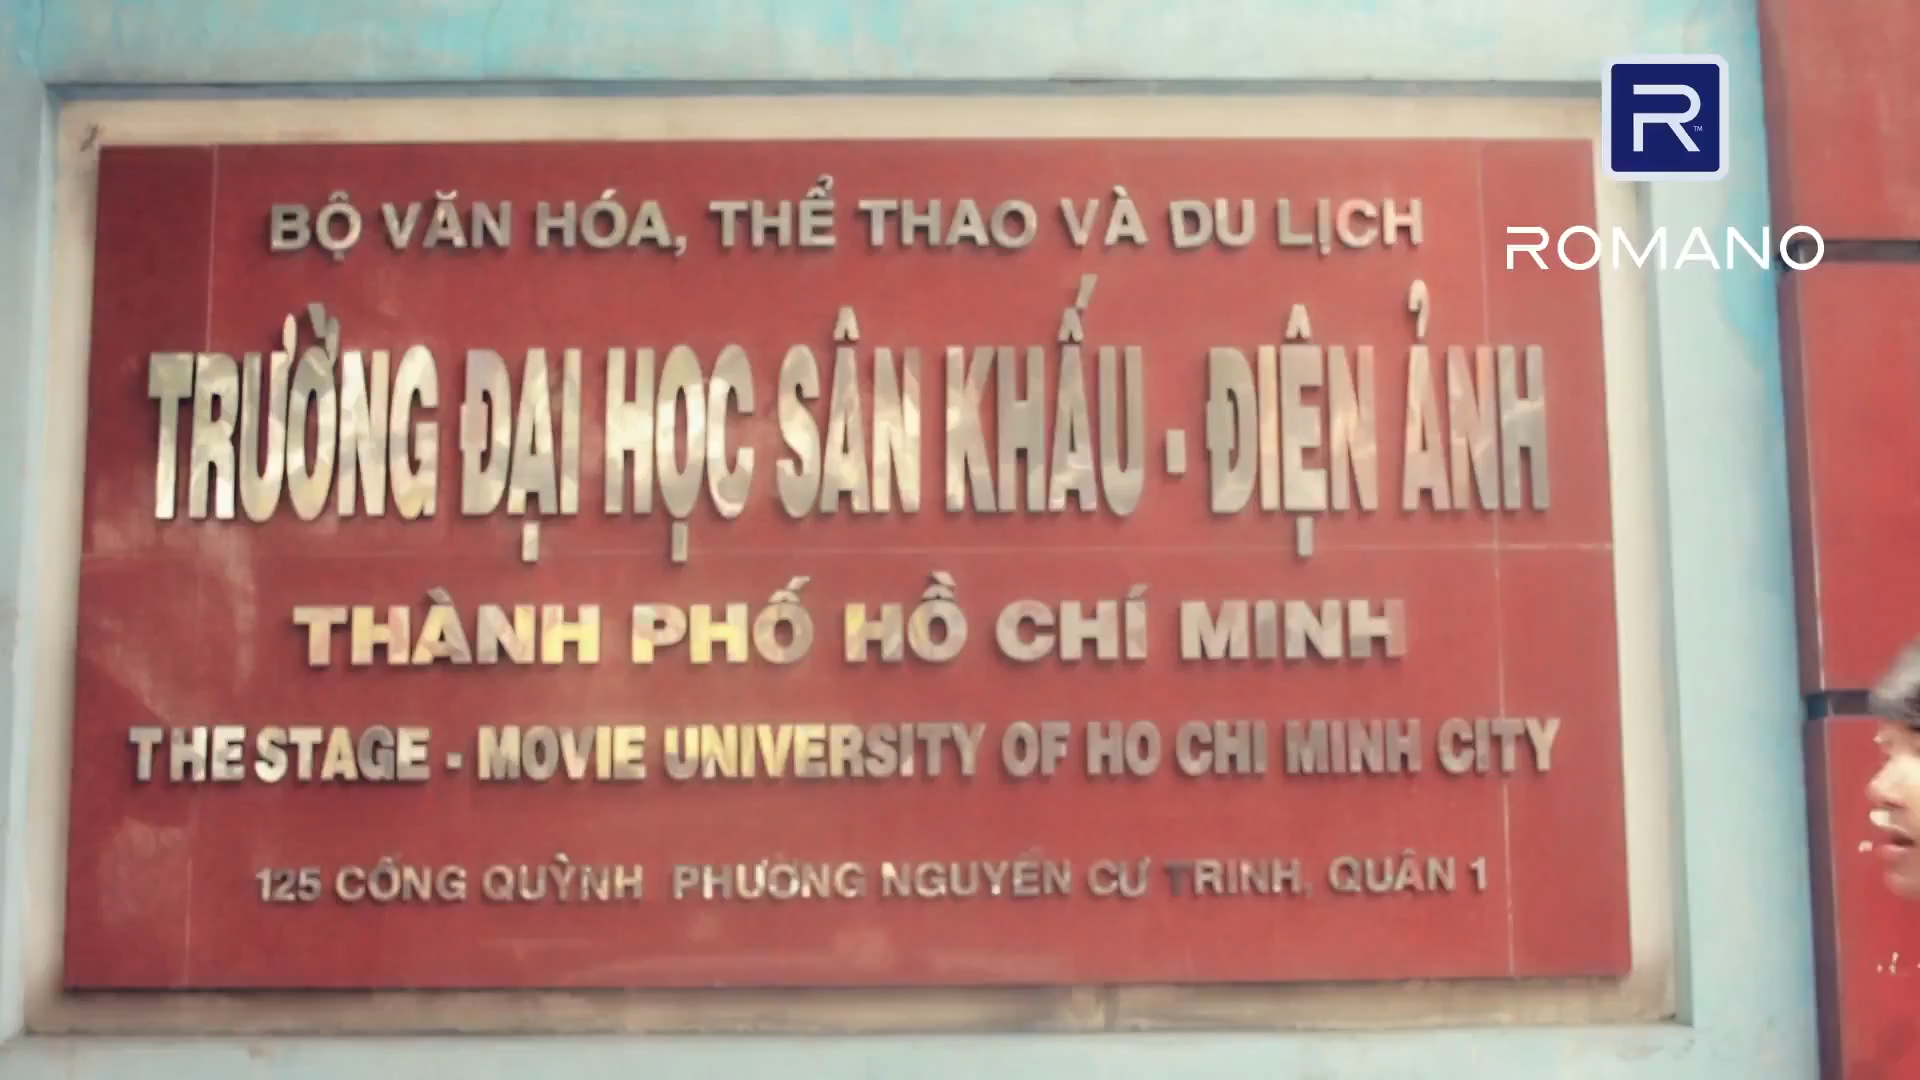 BỘ VĂN HÓA, THỂ THAO VÀ DU LỊCH
TRƯỜNG ĐẠI HỌC SÂN KHẤU - ĐIỆN ẢNH
THÀNH PHỐ HỒ CHÍ MINH
THE STAGE - MOVIE UNIVERSITY OF HO CHI MINH CITY
125 CỐNG QUỲNH PHƯỜNG NGUYỄN CƯ TRINH, QUẬN 1
R
TM
ROMANO